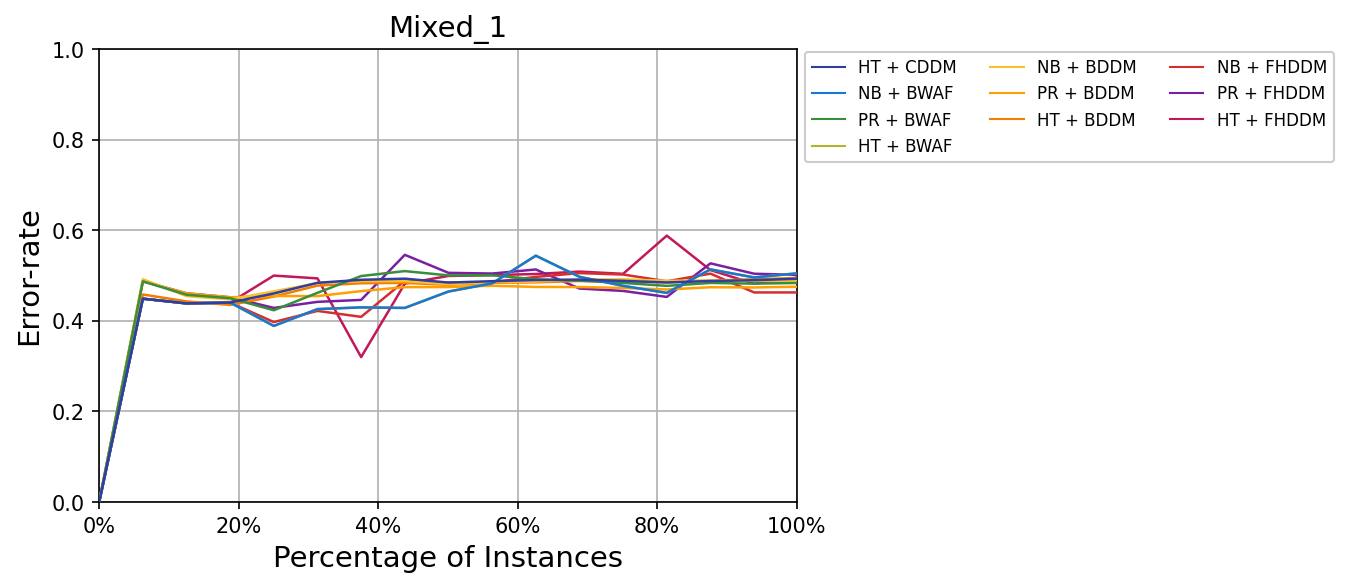 Mixed_1
1.0
0.8
0.6
0.4
0.2
0.0
Error-rate
0% 20% 40% 60% 80% 100%
Percentage of Instances
HT + CDDM NB + BDDM NB + FHDDM
NB + BWAF PR + BDDM PR + FHDDM
PR + BWAF HT + BDDM HT + FHDDM
HT + BWAF